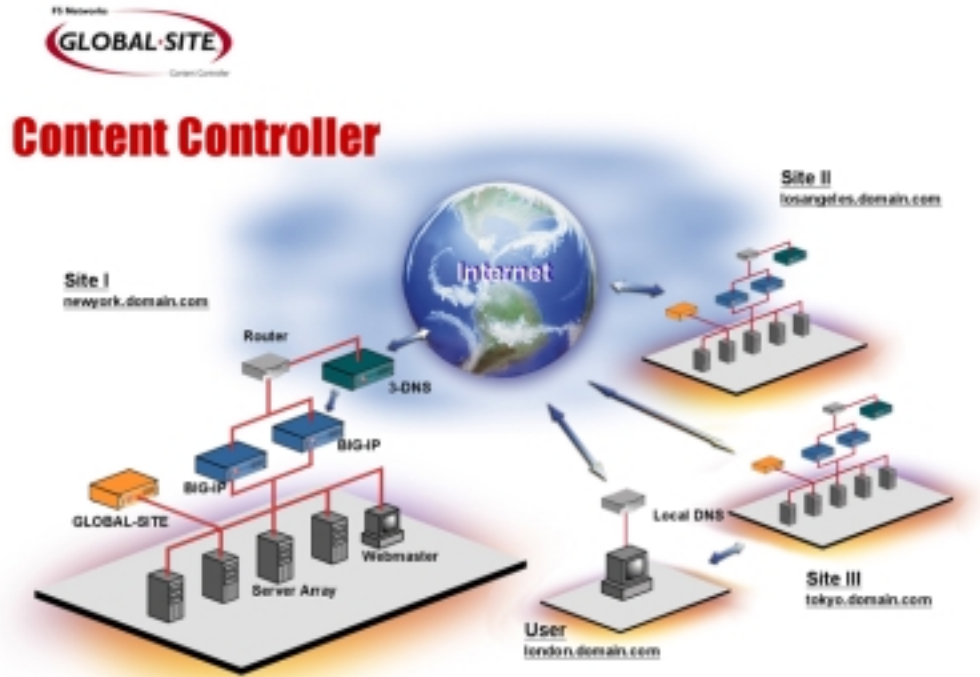 F5 Networks
GLOBAL·SITE
Content Controller
Content Controller
Site II
losangeles.domain.com
Internet
Site I
newyork.domain.com
Router
3-DNS
BIG-IP
BIG-IP
GLOBAL-SITE
Local DNS
Webmaster
Server Array
Site III
tokyo.domain.com
User
london.domain.com